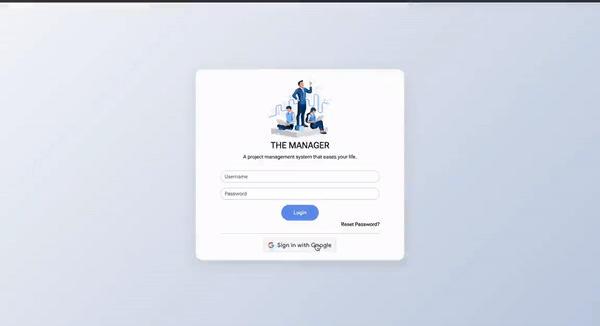 THE MANAGER
A project management system that eases your life.
Username
Password
Login
Reset Password?
Sign in with Google